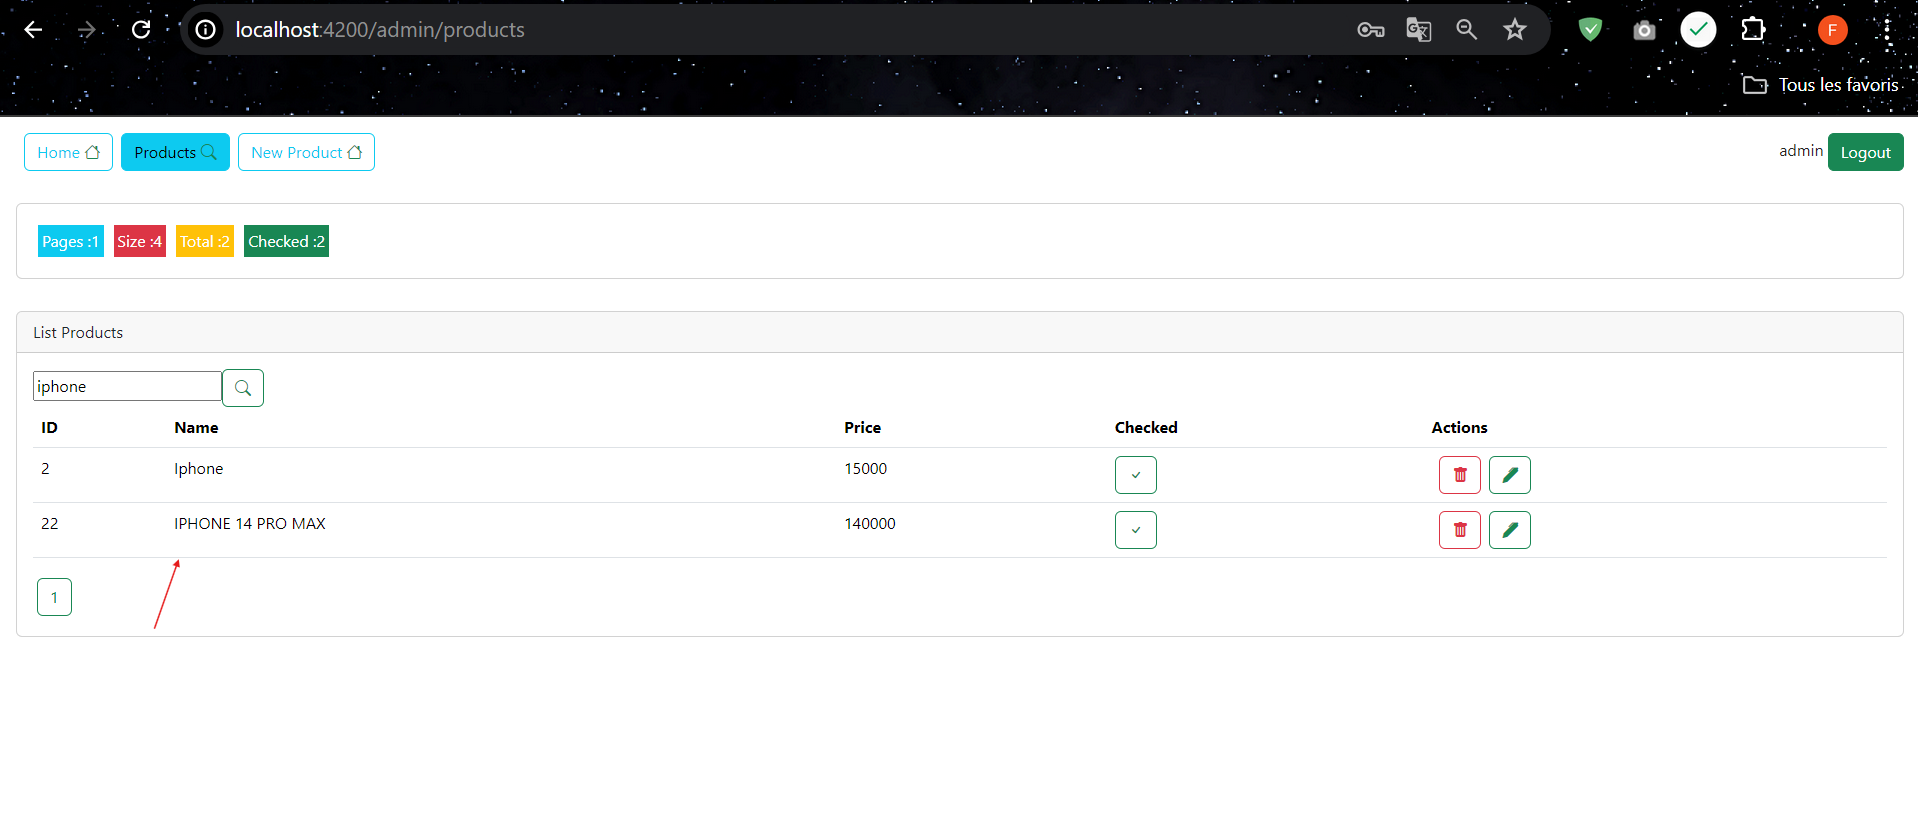 localhost:4200/admin/products
F
Tous les favoris
Home Products New Product admin Logout
Pages :1 Size :4 Total :2 Checked :2
List Products
iphone
ID Name Price Checked Actions
2 Iphone 15000
22 IPHONE 14 PRO MAX 140000
1